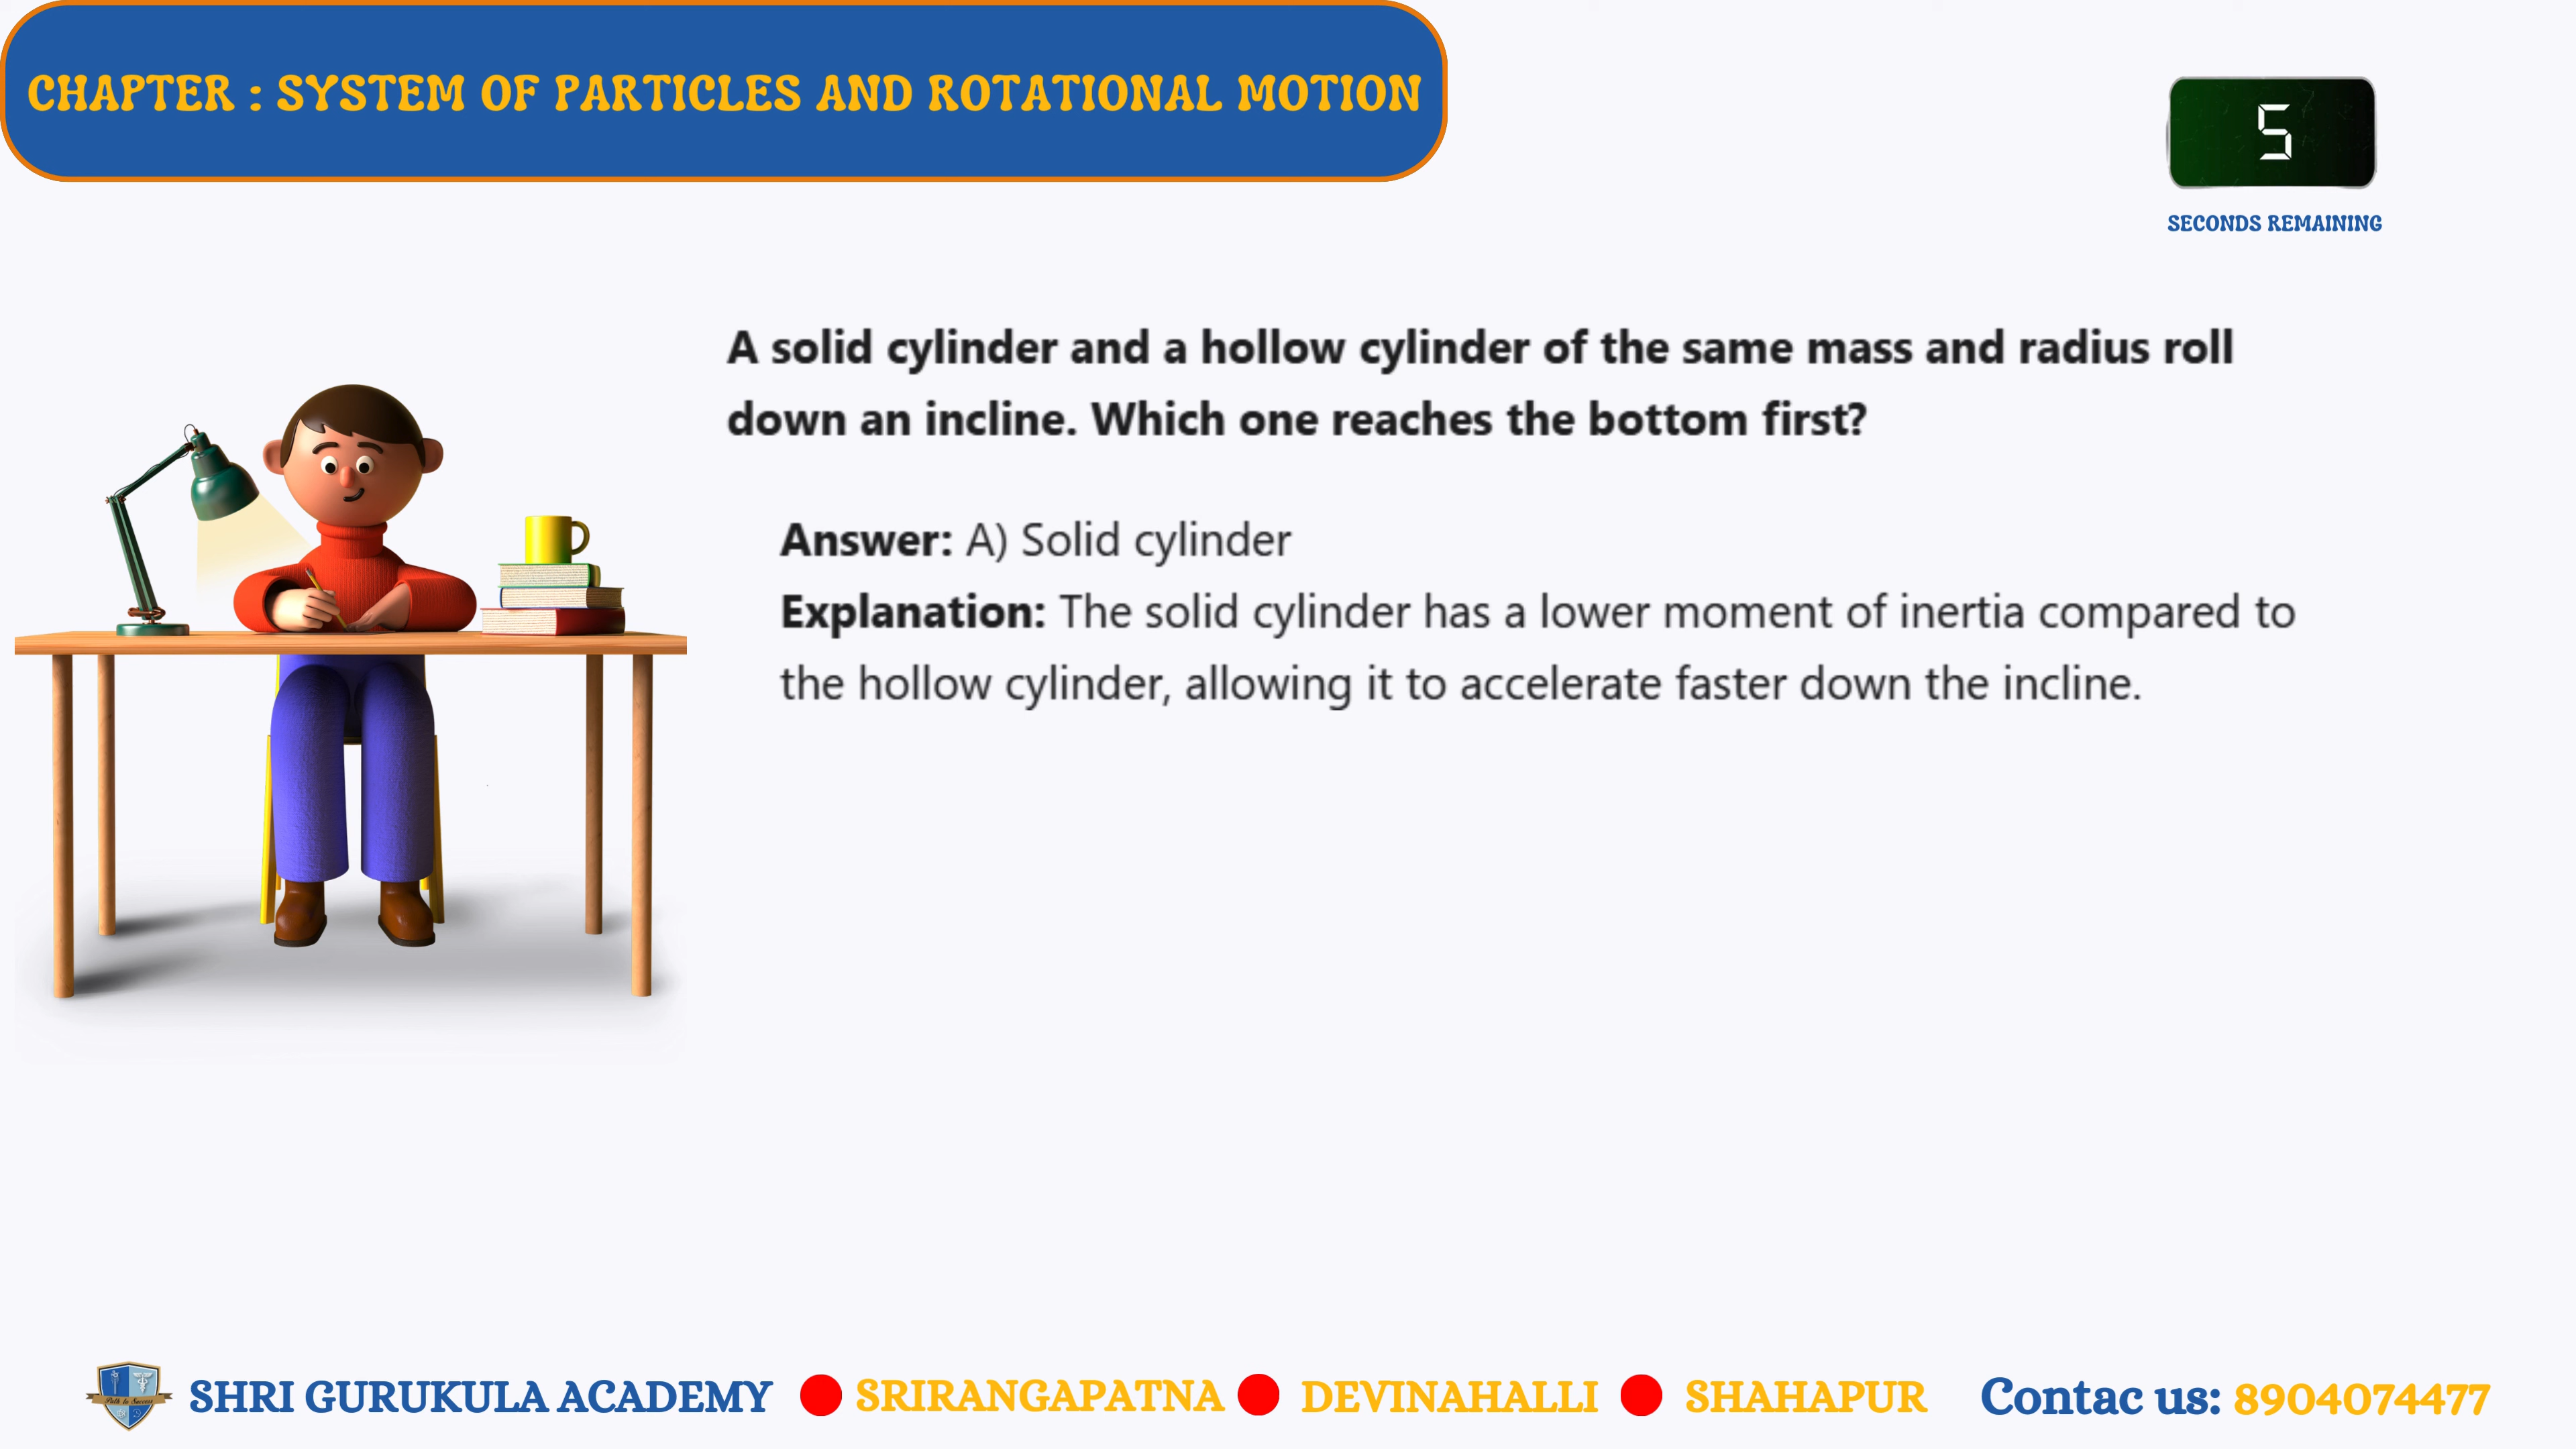 CHAPTER : SYSTEM OF PARTICLES AND ROTATIONAL MOTION
5
SECONDS REMAINING
A solid cylinder and a hollow cylinder of the same mass and radius roll
down an incline. Which one reaches the bottom first?
Answer: A) Solid cylinder
Explanation: The solid cylinder has a lower moment of inertia compared to
the hollow cylinder, allowing it to accelerate faster down the incline.
Path to Success
SHRI GURUKULA ACADEMY SRIRANGAPATNA DEVINAHALLI SHAHAPUR Contac us: 8904074477